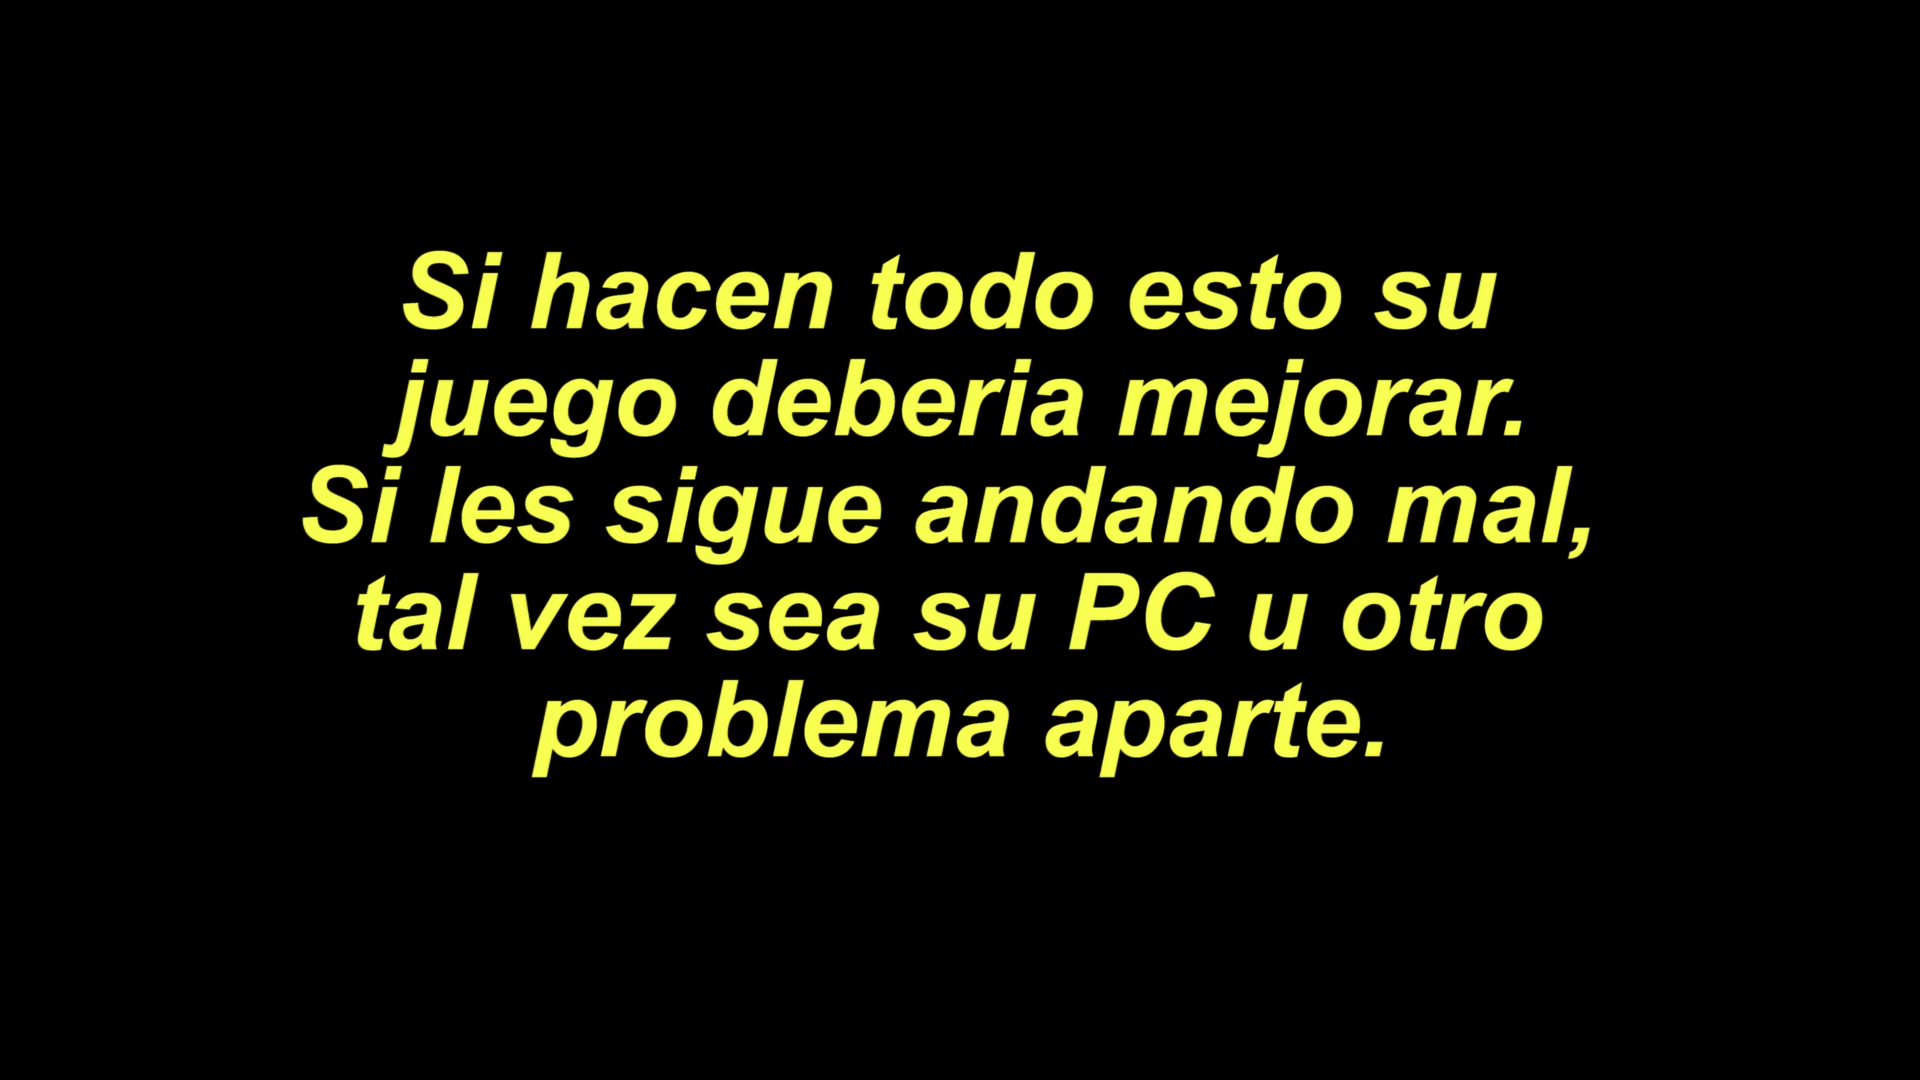 Si hacen todo esto su
juego deberia mejorar.
Si les sigue andando mal,
tal vez sea su PC u otro
problema aparte.